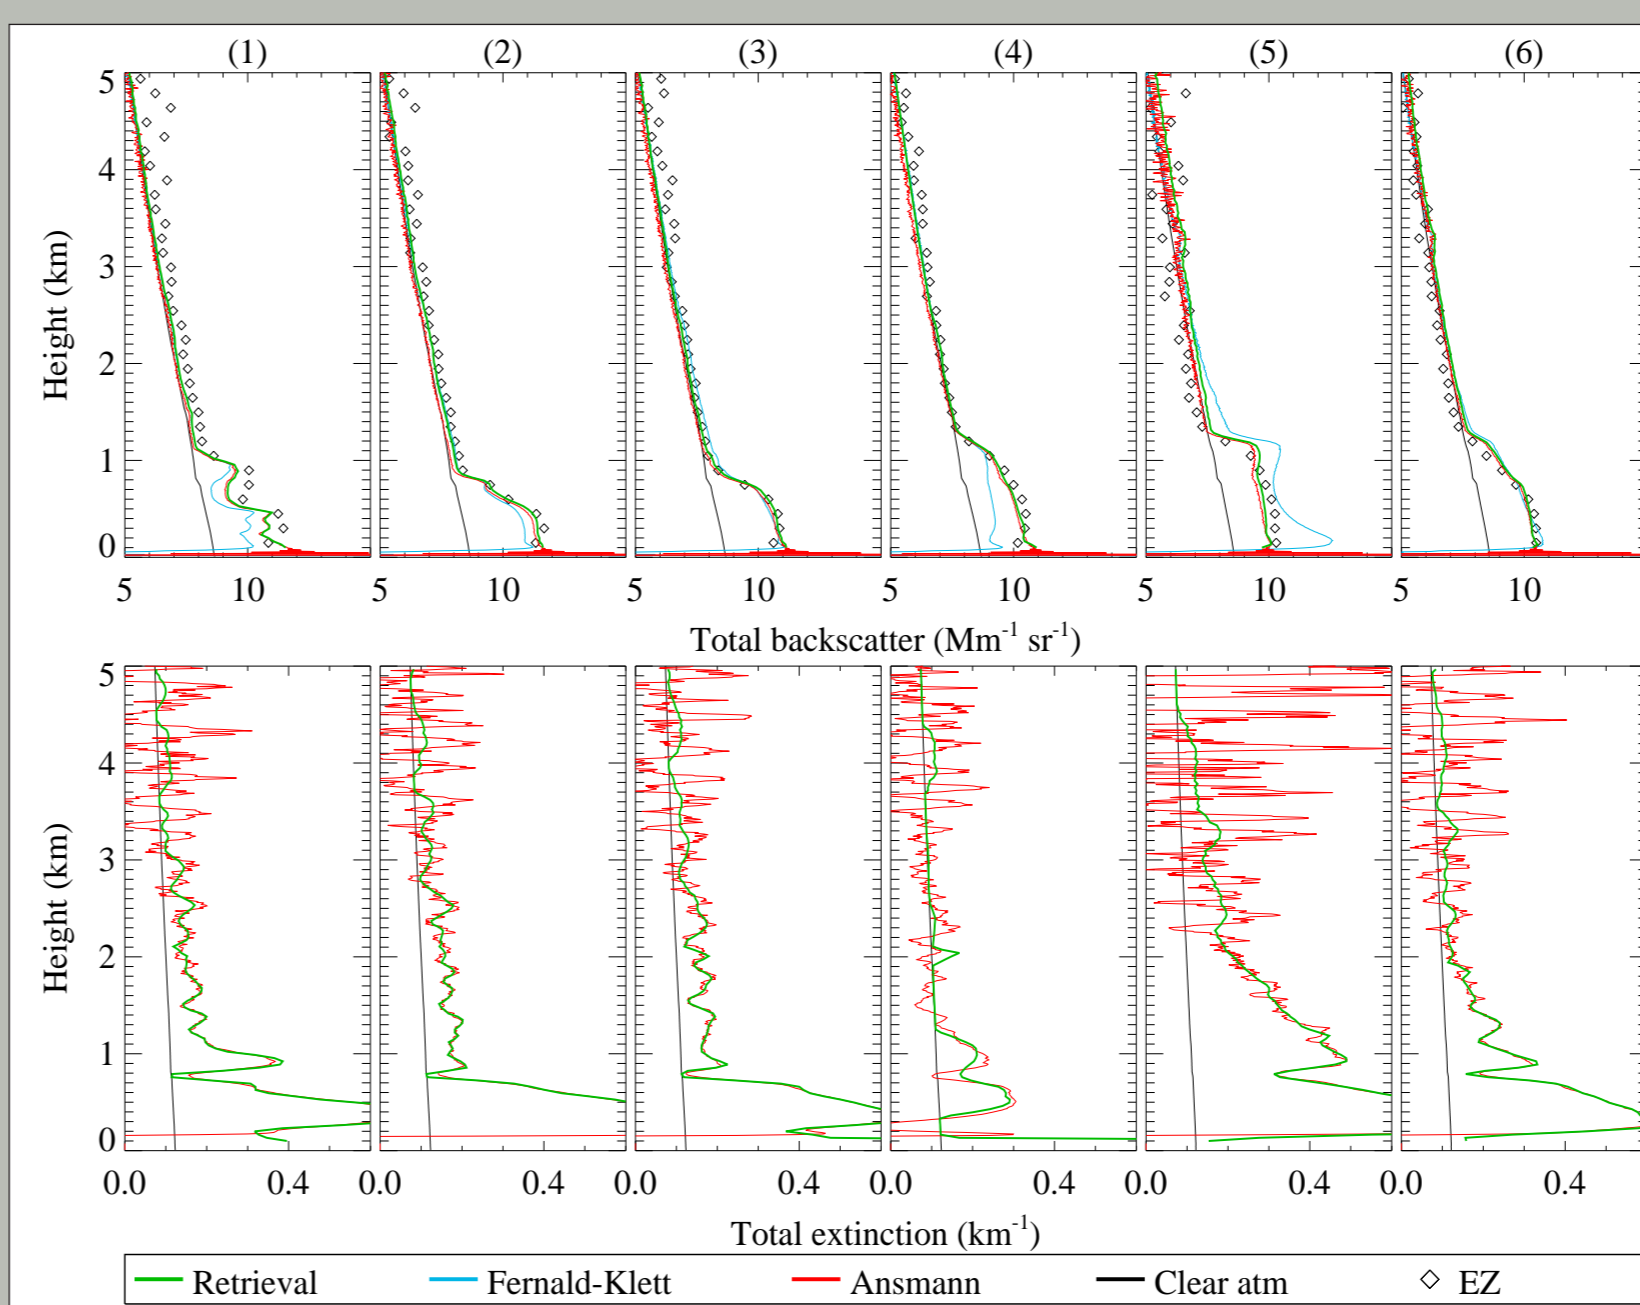 (1) (2) (3) (4) (5) (6)
5
4
3
2
1
0
Height (km)
5 10 5 10 5 10 5 10 5 10 5 10
Total backscatter (Mm⁻¹ sr⁻¹)
5
4
3
2
1
0
Height (km)
0.0 0.4 0.0 0.4 0.0 0.4 0.0 0.4 0.0 0.4 0.0 0.4
Total extinction (km⁻¹)
Retrieval Fernald-Klett Ansmann Clear atm EZ